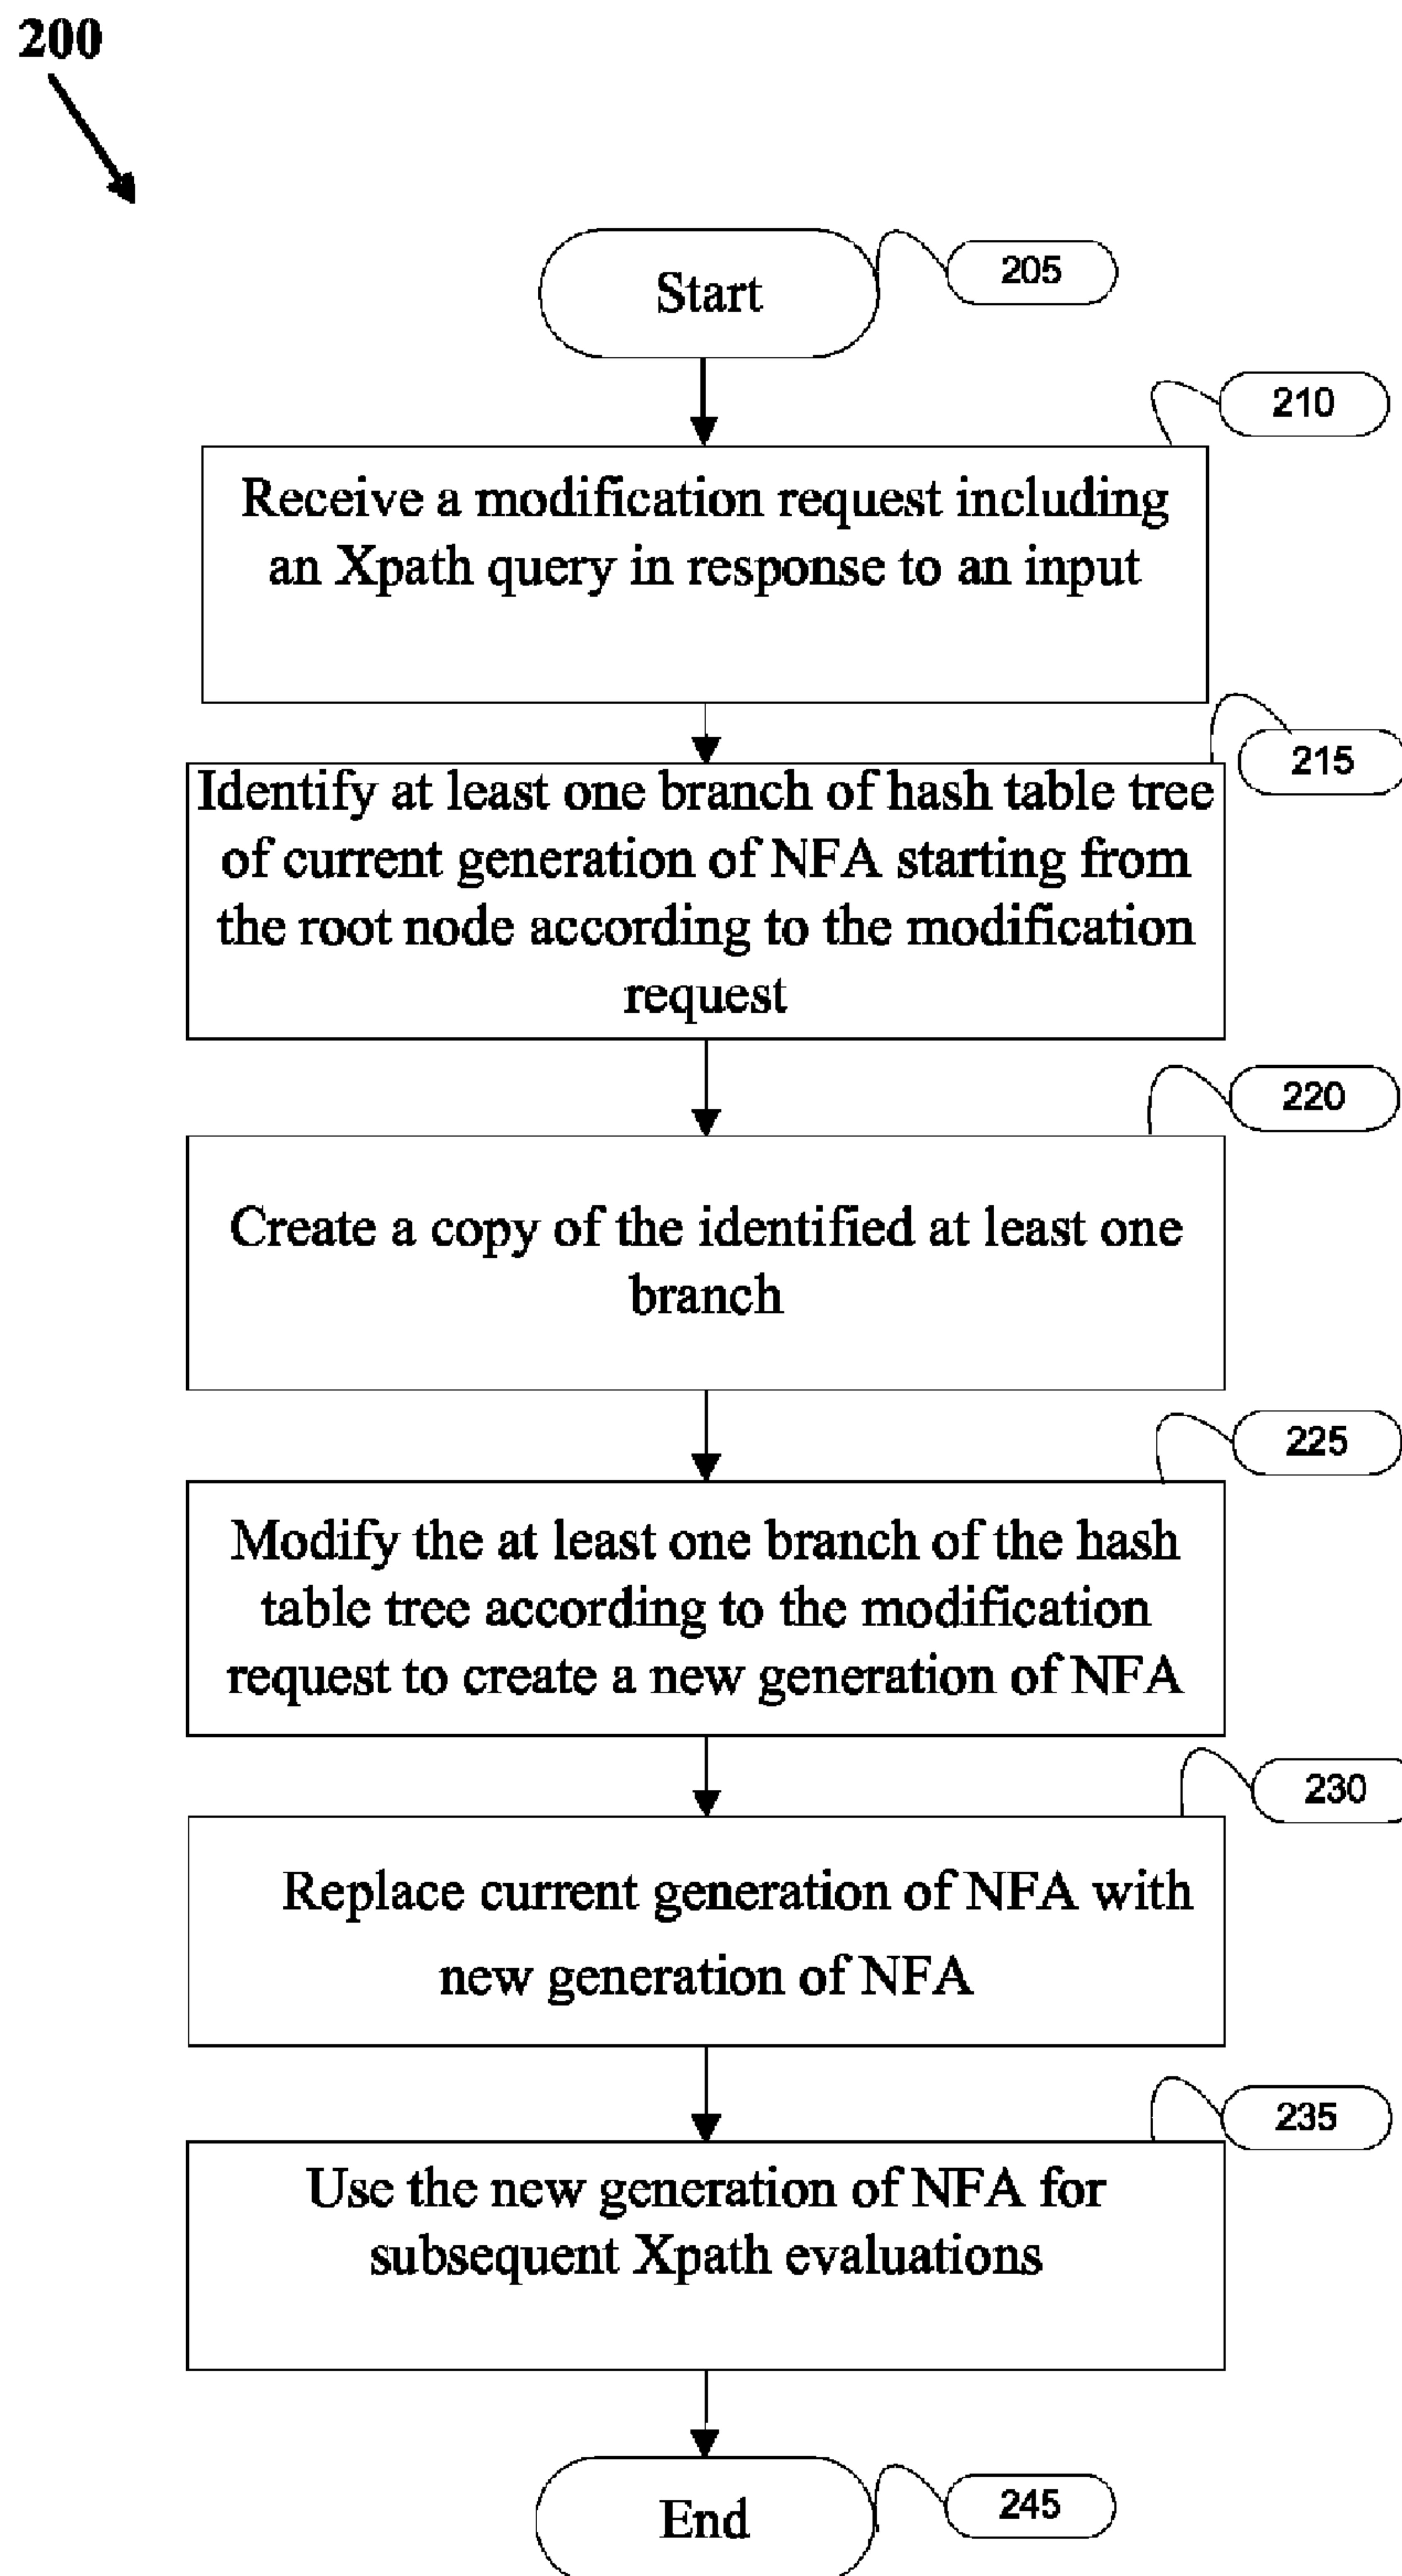 200
Start
205
210
Receive a modification request including
an Xpath query in response to an input
215
Identify at least one branch of hash table tree
of current generation of NFA starting from
the root node according to the modification
request
220
Create a copy of the identified at least one
branch
225
Modify the at least one branch of the hash
table tree according to the modification
request to create a new generation of NFA
230
Replace current generation of NFA with
new generation of NFA
235
Use the new generation of NFA for
subsequent Xpath evaluations
End
245